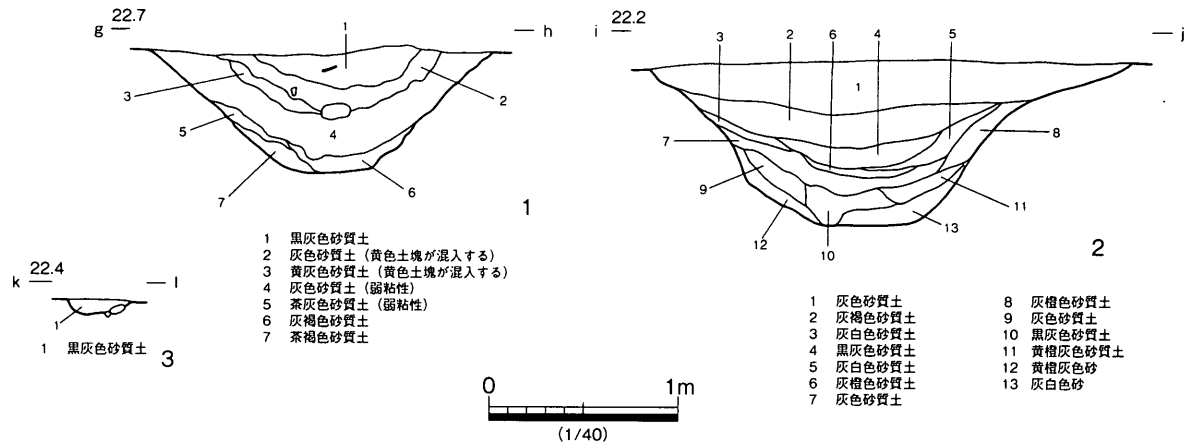 g 22.7 h
1
2
3
4
5
6
7
1
1 黒灰色砂質土
2 灰色砂質土（黄色土塊が混入する）
3 黄灰色砂質土（黄色土塊が混入する）
4 灰色砂質土（弱粘性）
5 茶灰色砂質土（弱粘性）
6 灰褐色砂質土
7 茶褐色砂質土
i 22.2 j
3 2 6 4 5
1
7
8
9
11
12
10
13
2
1 灰色砂質土
2 灰褐色砂質土
3 灰白色砂質土
4 黒灰色砂質土
5 灰白色砂質土
6 灰橙色砂質土
7 灰色砂質土
8 灰橙色砂質土
9 灰色砂質土
10 黒灰色砂質土
11 黄橙灰色砂質土
12 黄橙灰色砂
13 灰白色砂
k 22.4 l
1
1 黒灰色砂質土
3
0 1m
(1/40)